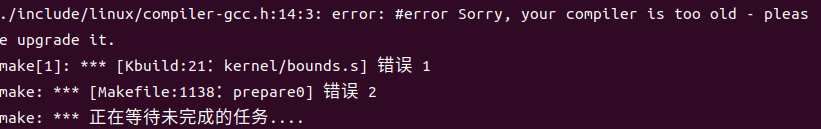 ./include/linux/compiler-gcc.h:14:3: error: #error Sorry, your compiler is too old - pleas
e upgrade it.
make[1]: *** [Kbuild:21：kernel/bounds.s] 错误 1
make: *** [Makefile:1138：prepare0] 错误 2
make: *** 正在等待未完成的任务....